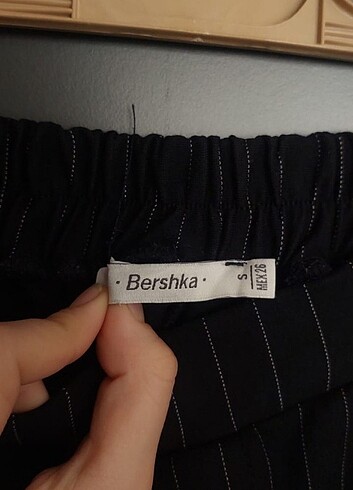 · Bershka ·
S
MEX 26